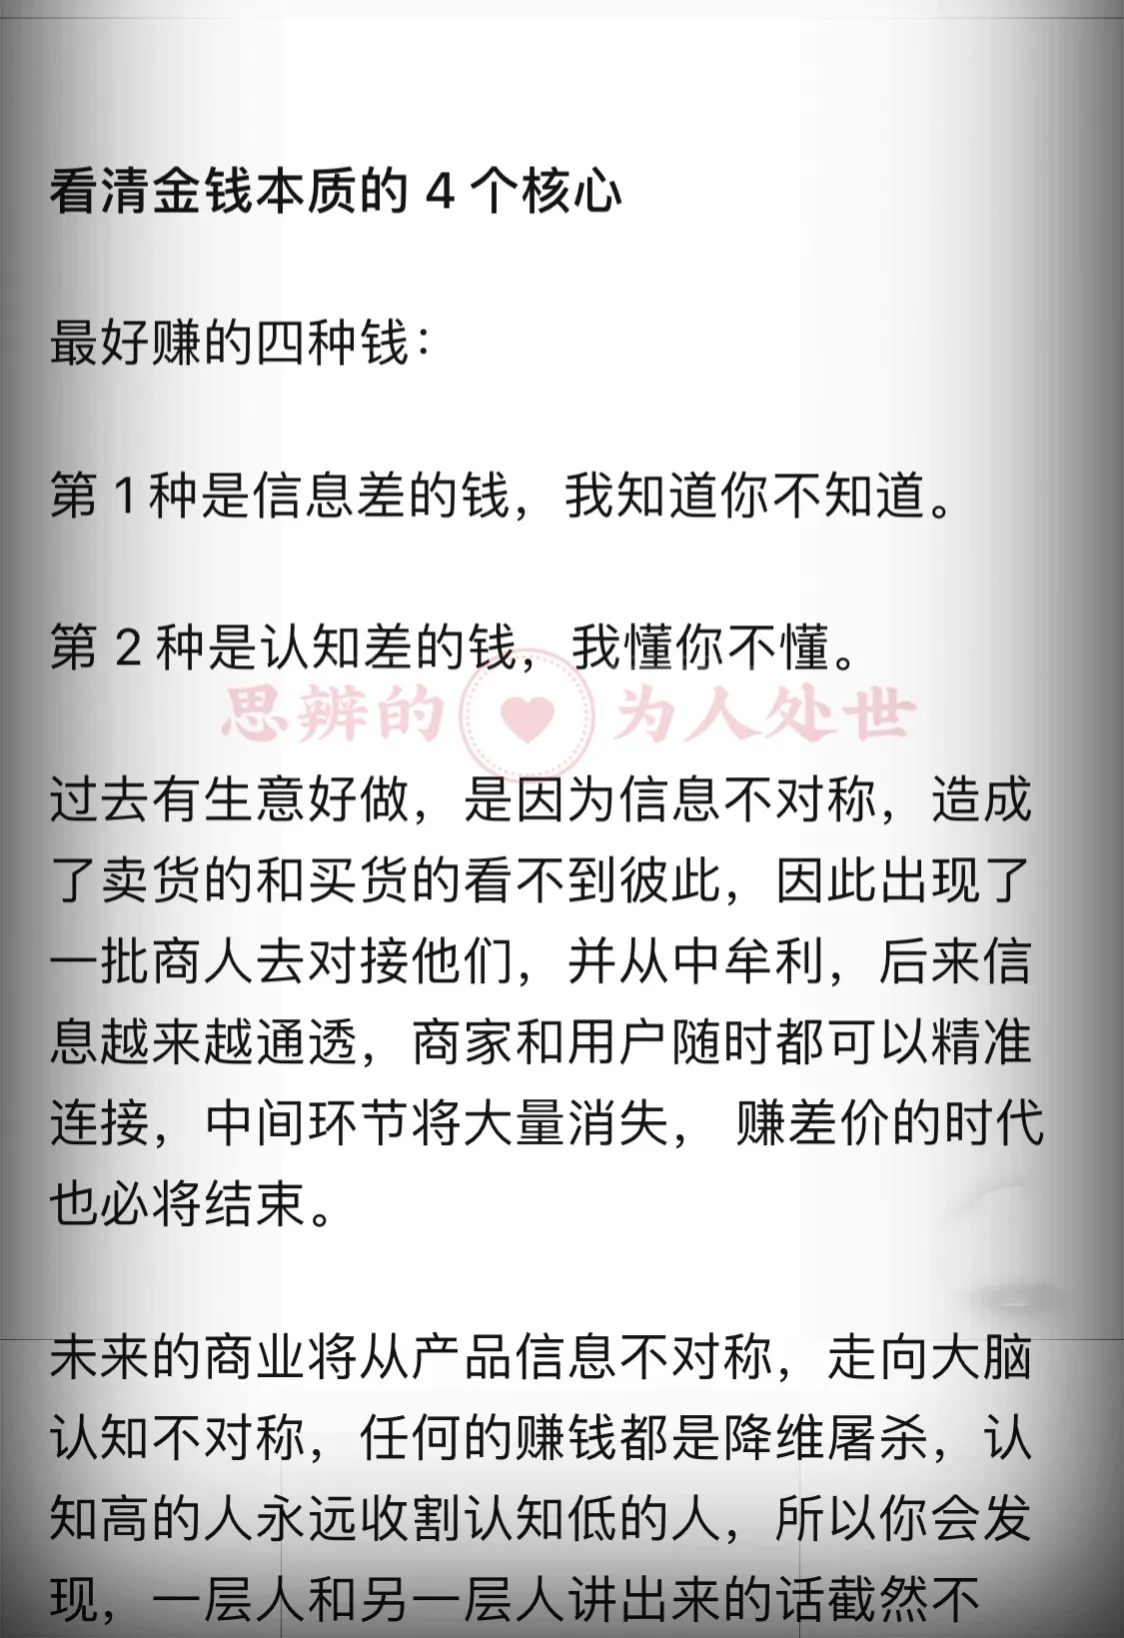 看清金钱本质的 4 个核心
最好赚的四种钱：
第 1 种是信息差的钱，我知道你不知道。
第 2 种是认知差的钱，我懂你不懂。
思辨的 为人处世
过去有生意好做，是因为信息不对称，造成
了卖货的和买货的看不到彼此，因此出现了
一批商人去对接他们，并从中牟利，后来信
息越来越通透，商家和用户随时都可以精准
连接，中间环节将大量消失， 赚差价的时代
也必将结束。
未来的商业将从产品信息不对称，走向大脑
认知不对称，任何的赚钱都是降维屠杀，认
知高的人永远收割认知低的人，所以你会发
现，一层人和另一层人讲出来的话截然不